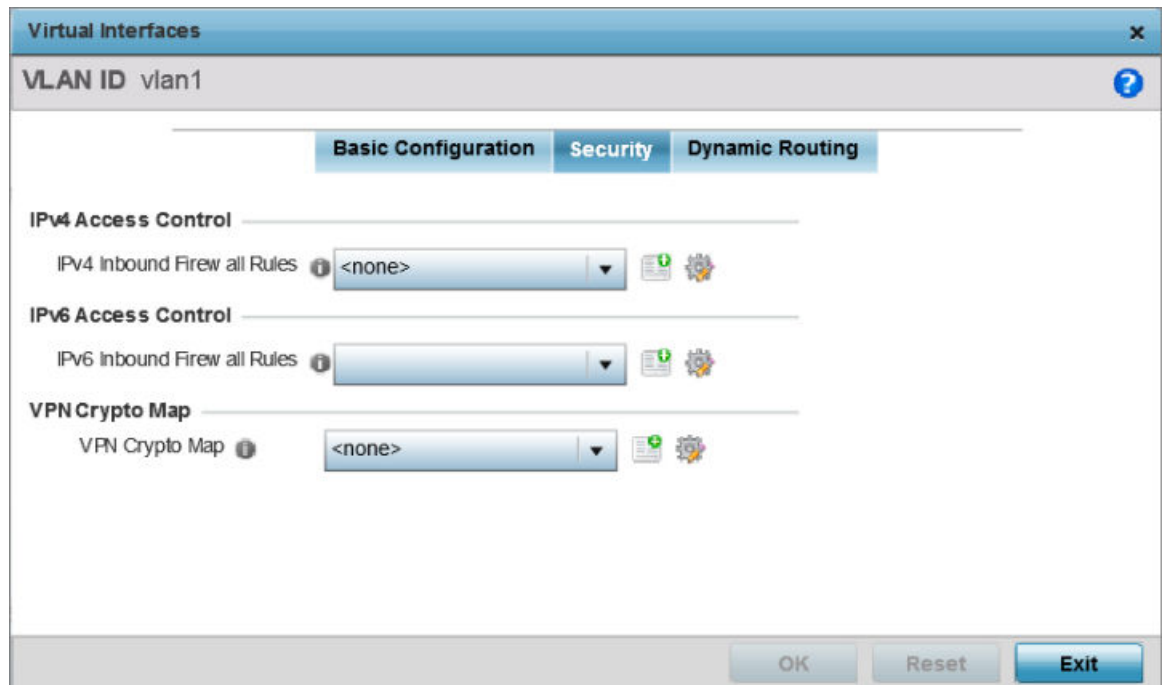 Virtual Interfaces
VLAN ID vlan1
Basic Configuration Security Dynamic Routing
IPv4 Access Control
IPv4 Inbound Firew all Rules <none>
IPv6 Access Control
IPv6 Inbound Firew all Rules
VPN Crypto Map
VPN Crypto Map <none>
OK Reset Exit